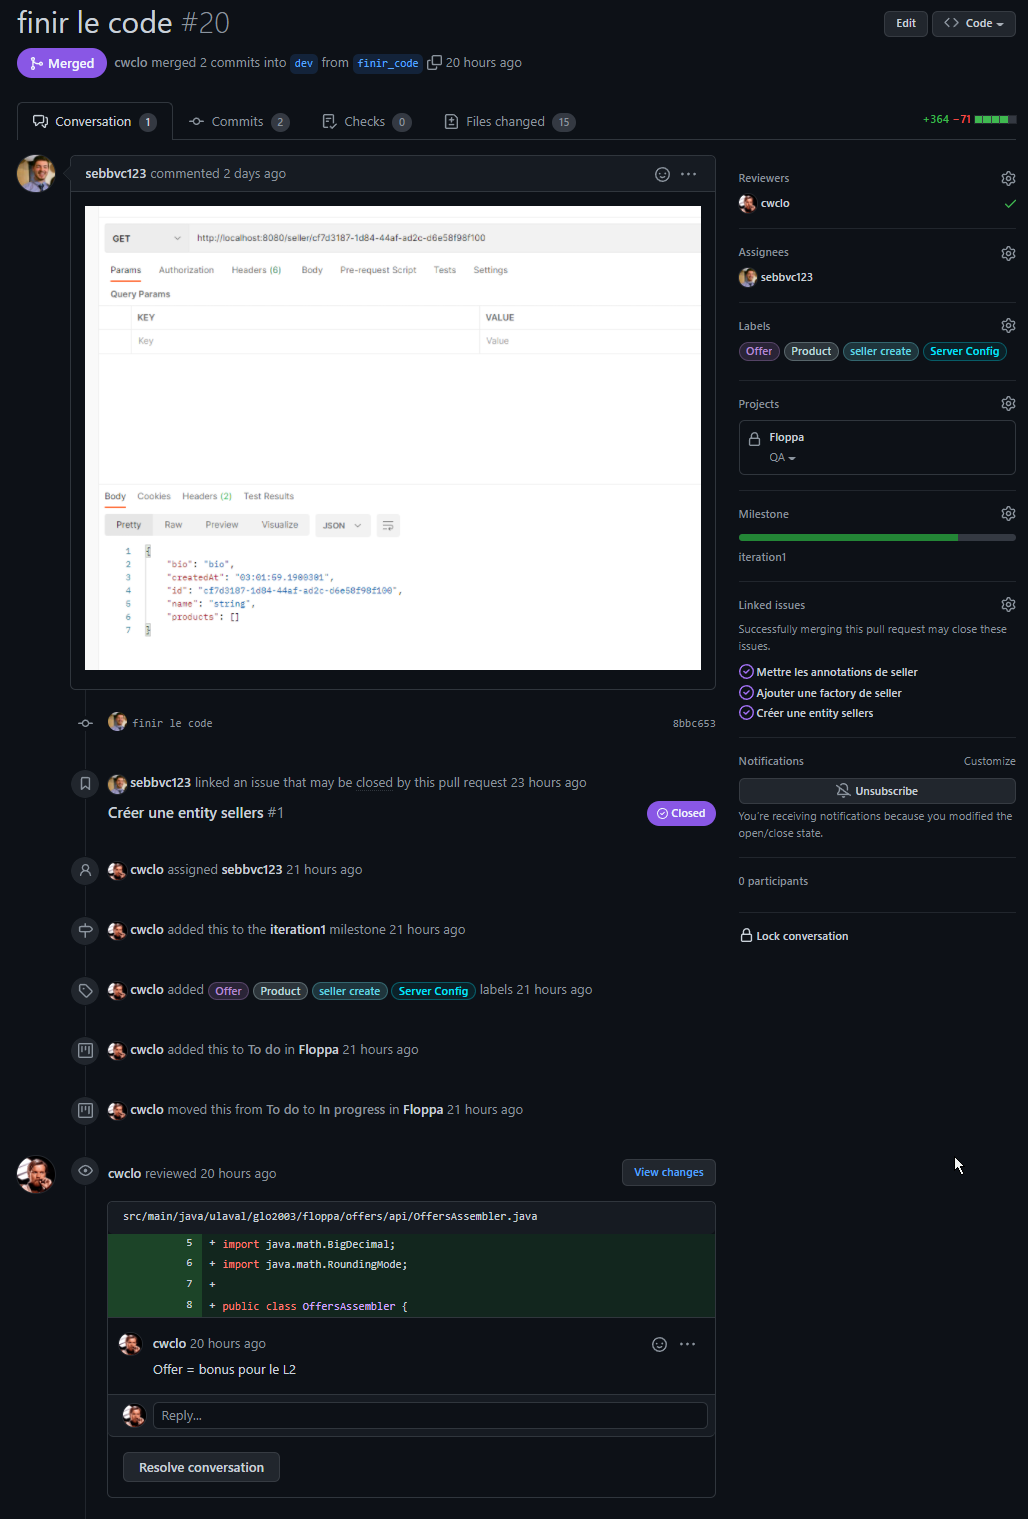 finir le code #20
Edit
Code
Merged
cwclo merged 2 commits into dev from finir_code 20 hours ago
Conversation 1
Commits 2
Checks 0
Files changed 15
+364 −71
sebbvc123 commented 2 days ago
GET
http://localhost:8080/seller/cf7d3187-1d84-44af-ad2c-d6e58f98f100
Params
Authorization
Headers (6)
Body
Pre-request Script
Tests
Settings
Query Params
KEY
VALUE
Key
Value
Body
Cookies
Headers (2)
Test Results
Pretty
Raw
Preview
Visualize
JSON
1 {
2 "bio": "bio",
3 "createdAt": "03:01:59.1980301",
4 "id": "cf7d3187-1d84-44af-ad2c-d6e58f98f100",
5 "name": "string",
6 "products": []
7 }
finir le code
8bbc653
sebbvc123 linked an issue that may be closed by this pull request 23 hours ago
Créer une entity sellers #1
Closed
cwclo assigned sebbvc123 21 hours ago
cwclo added this to the iteration1 milestone 21 hours ago
cwclo added Offer Product seller create Server Config labels 21 hours ago
cwclo added this to To do in Floppa 21 hours ago
cwclo moved this from To do to In progress in Floppa 21 hours ago
cwclo reviewed 20 hours ago
View changes
src/main/java/ulaval/glo2003/floppa/offers/api/OffersAssembler.java
5 + import java.math.BigDecimal;
6 + import java.math.RoundingMode;
7 +
8 + public class OffersAssembler {
cwclo 20 hours ago
Offer = bonus pour le L2
Reply...
Resolve conversation
Reviewers
cwclo
Assignees
sebbvc123
Labels
Offer
Product
seller create
Server Config
Projects
Floppa
QA
Milestone
iteration1
Linked issues
Successfully merging this pull request may close these
issues.
Mettre les annotations de seller
Ajouter une factory de seller
Créer une entity sellers
Notifications
Customize
Unsubscribe
You're receiving notifications because you modified the
open/close state.
0 participants
Lock conversation